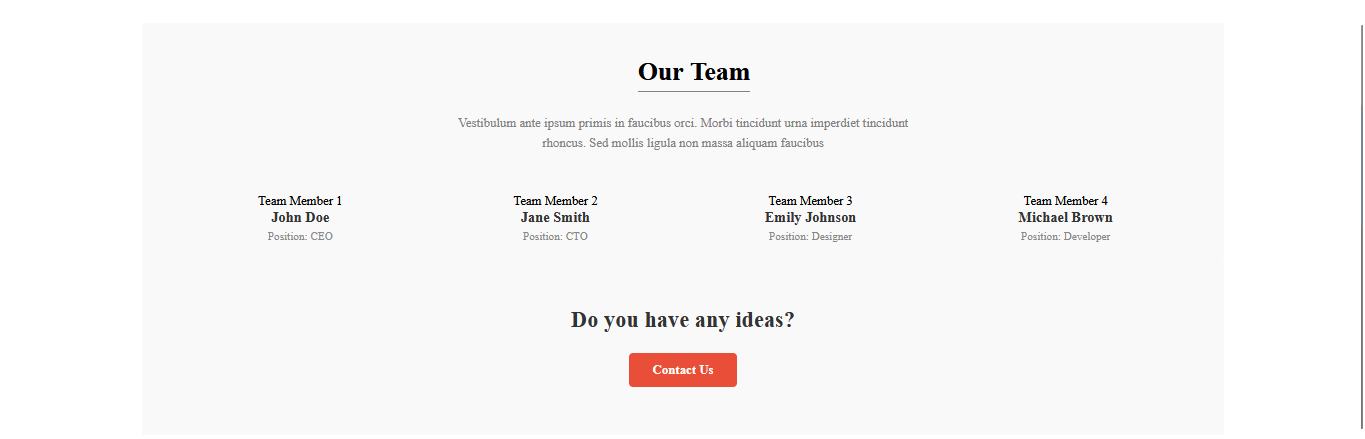 Our Team
Vestibulum ante ipsum primis in faucibus orci. Morbi tincidunt urna imperdiet tincidunt
rhoncus. Sed mollis ligula non massa aliquam faucibus
Team Member 1
John Doe
Position: CEO
Team Member 2
Jane Smith
Position: CTO
Team Member 3
Emily Johnson
Position: Designer
Team Member 4
Michael Brown
Position: Developer
Do you have any ideas?
Contact Us